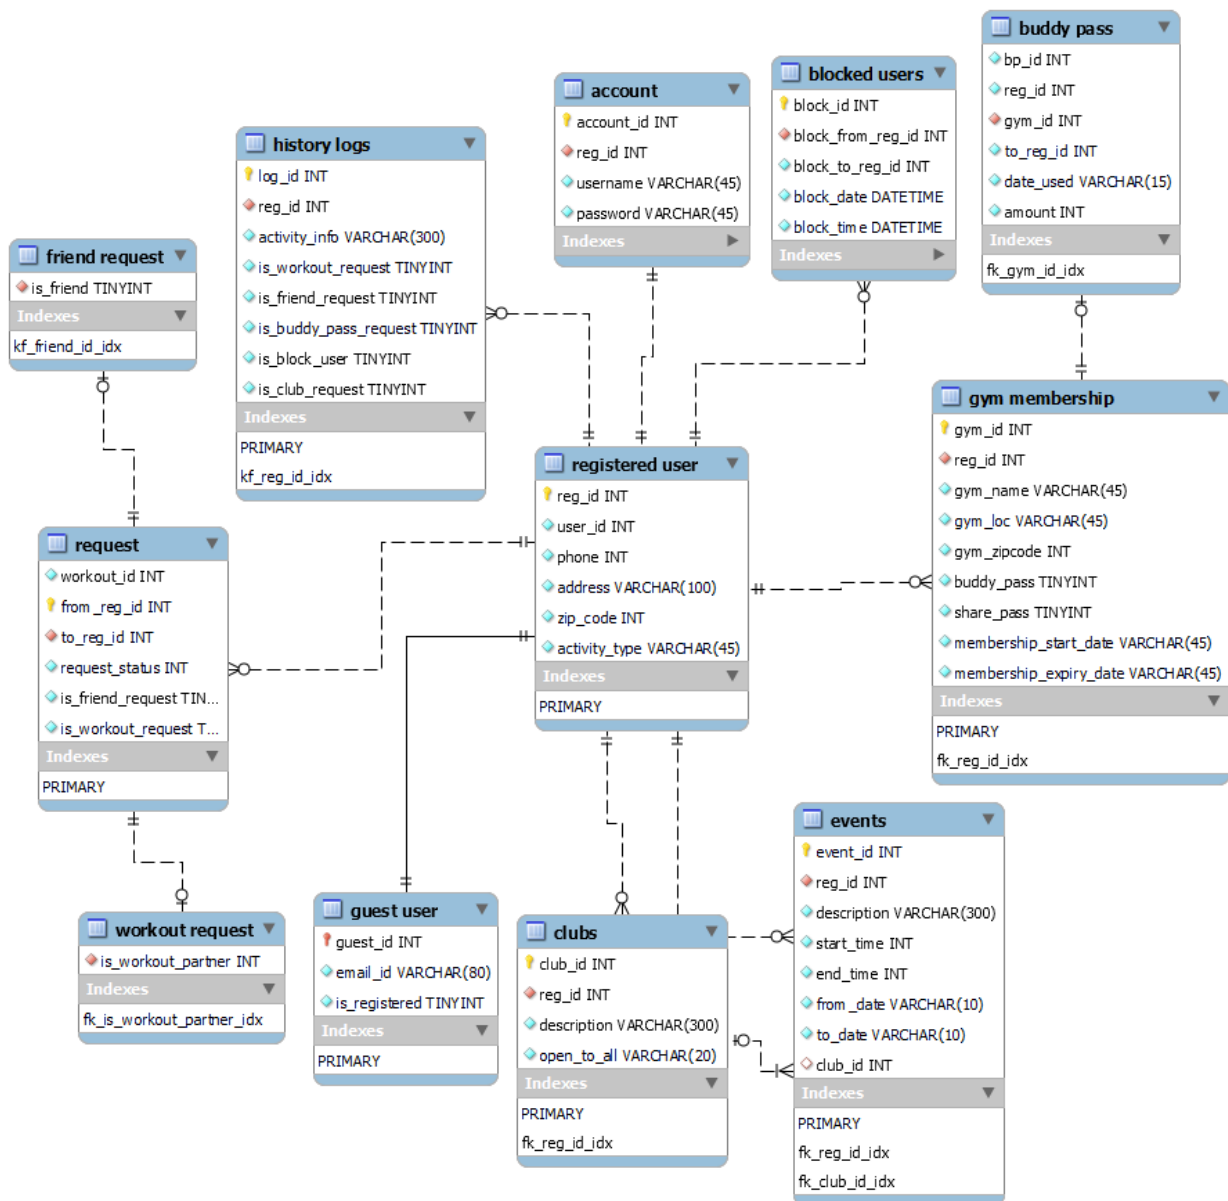 buddy pass
bp_id INT
reg_id INT
gym_id INT
to_reg_id INT
date_used VARCHAR(15)
amount INT
Indexes
fk_gym_id_idx
blocked users
block_id INT
block_from_reg_id INT
block_to_reg_id INT
block_date DATETIME
block_time DATETIME
Indexes
account
account_id INT
reg_id INT
username VARCHAR(45)
password VARCHAR(45)
Indexes
history logs
log_id INT
reg_id INT
activity_info VARCHAR(300)
is_workout_request TINYINT
is_friend_request TINYINT
is_buddy_pass_request TINYINT
is_block_user TINYINT
is_club_request TINYINT
Indexes
PRIMARY
kf_reg_id_idx
friend request
is_friend TINYINT
Indexes
kf_friend_id_idx
gym membership
gym_id INT
reg_id INT
gym_name VARCHAR(45)
gym_loc VARCHAR(45)
gym_zipcode INT
buddy_pass TINYINT
share_pass TINYINT
membership_start_date VARCHAR(45)
membership_expiry_date VARCHAR(45)
Indexes
PRIMARY
fk_reg_id_idx
registered user
reg_id INT
user_id INT
phone INT
address VARCHAR(100)
zip_code INT
activity_type VARCHAR(45)
Indexes
PRIMARY
request
workout_id INT
from _reg_id INT
to_reg_id INT
request_status INT
is_friend_request TIN...
is_workout_request T...
Indexes
PRIMARY
events
event_id INT
reg_id INT
description VARCHAR(300)
start_time INT
end_time INT
from_date VARCHAR(10)
to_date VARCHAR(10)
club_id INT
Indexes
PRIMARY
fk_reg_id_idx
fk_club_id_idx
guest user
guest_id INT
email_id VARCHAR(80)
is_registered TINYINT
Indexes
PRIMARY
clubs
club_id INT
reg_id INT
description VARCHAR(300)
open_to_all VARCHAR(20)
Indexes
PRIMARY
fk_reg_id_idx
workout request
is_workout_partner INT
Indexes
fk_is_workout_partner_idx